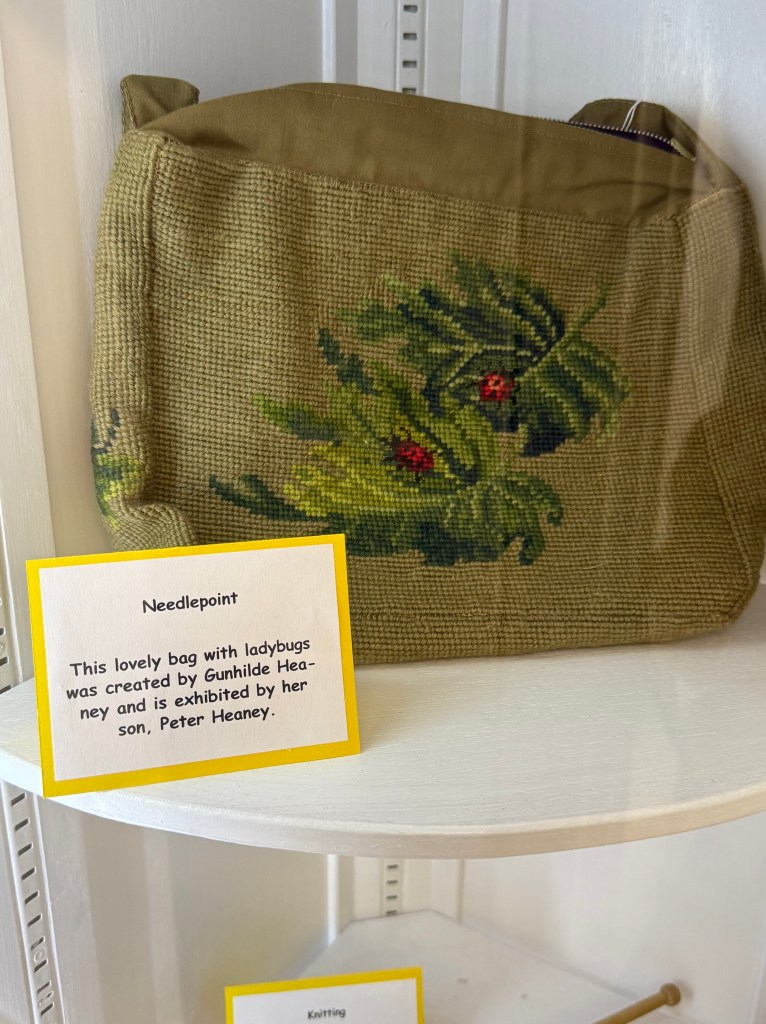 Needlepoint
This lovely bag with ladybugs
was created by Gunhilde Hea-
ney and is exhibited by her
son, Peter Heaney.
Knitting